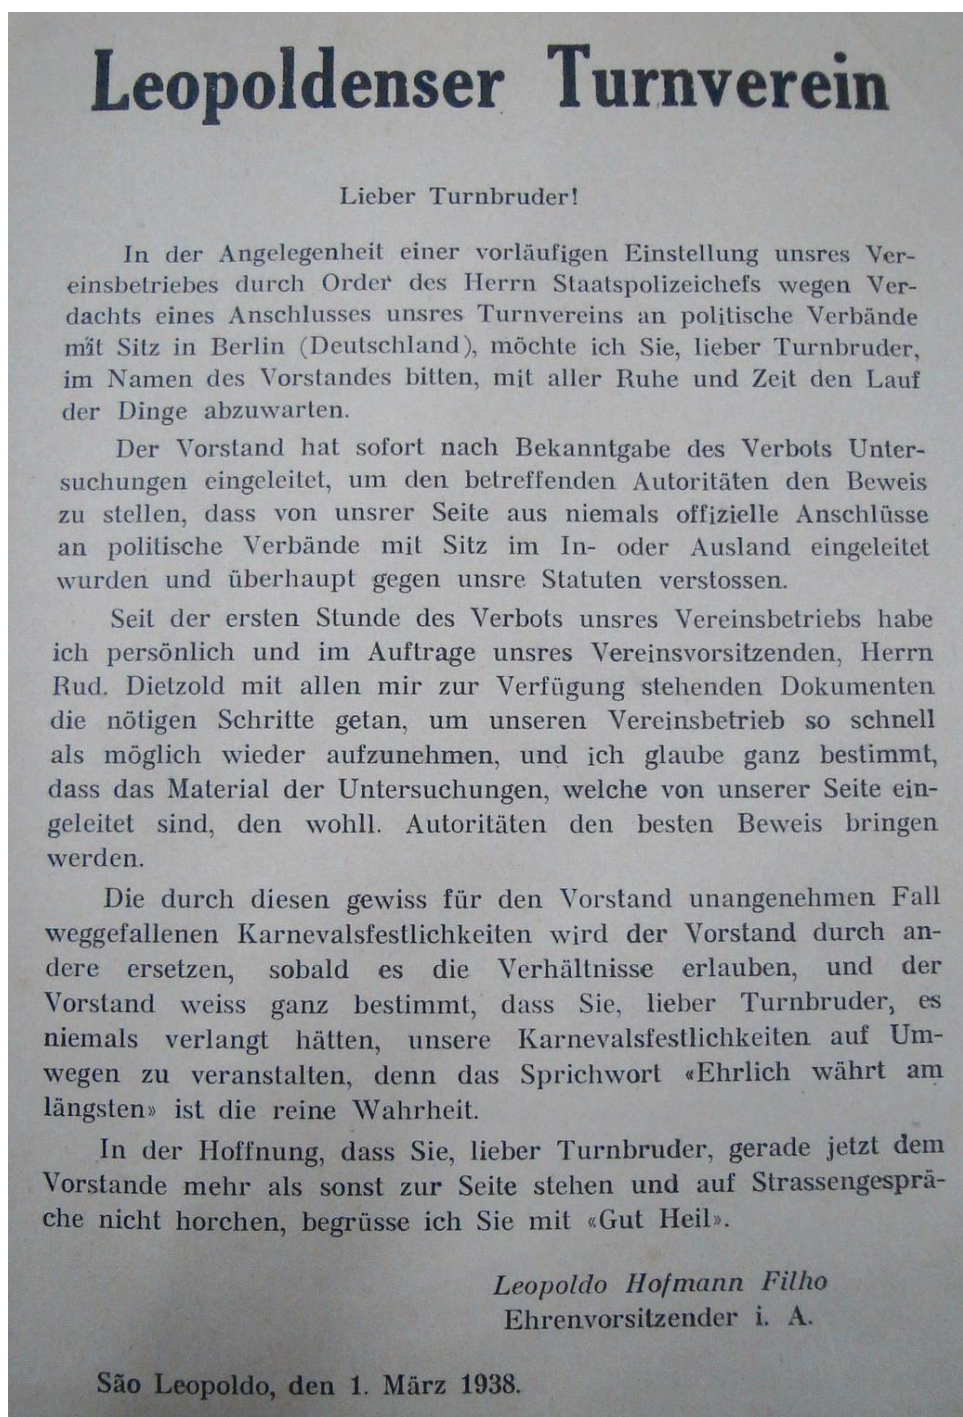 Leopoldenser Turnverein
Lieber Turnbruder!
In der Angelegenheit einer vorläufigen Einstellung unsres Ver-
einsbetriebes durch Order des Herrn Staatspolizeichefs wegen Ver-
dachts eines Anschlusses unsres Turnvereins an politische Verbände
mit Sitz in Berlin (Deutschland), möchte ich Sie, lieber Turnbruder,
im Namen des Vorstandes bitten, mit aller Ruhe und Zeit den Lauf
der Dinge abzuwarten.
Der Vorstand hat sofort nach Bekanntgabe des Verbots Unter-
suchungen eingeleitet, um den betreffenden Autoritäten den Beweis
zu stellen, dass von unsrer Seite aus niemals offizielle Anschlüsse
an politische Verbände mit Sitz im In- oder Ausland eingeleitet
wurden und überhaupt gegen unsre Statuten verstossen.
Seit der ersten Stunde des Verbots unsres Vereinsbetriebs habe
ich persönlich und im Auftrage unsres Vereinsvorsitzenden, Herrn
Rud. Dietzold mit allen mir zur Verfügung stehenden Dokumenten
die nötigen Schritte getan, um unseren Vereinsbetrieb so schnell
als möglich wieder aufzunehmen, und ich glaube ganz bestimmt,
dass das Material der Untersuchungen, welche von unserer Seite ein-
geleitet sind, den wohll. Autoritäten den besten Beweis bringen
werden.
Die durch diesen gewiss für den Vorstand unangenehmen Fall
weggefallenen Karnevalsfestlichkeiten wird der Vorstand durch an-
dere ersetzen, sobald es die Verhältnisse erlauben, und der
Vorstand weiss ganz bestimmt, dass Sie, lieber Turnbruder, es
niemals verlangt hätten, unsere Karnevalsfestlichkeiten auf Um-
wegen zu veranstalten, denn das Sprichwort «Ehrlich währt am
längsten» ist die reine Wahrheit.
In der Hoffnung, dass Sie, lieber Turnbruder, gerade jetzt dem
Vorstande mehr als sonst zur Seite stehen und auf Strassengesprä-
che nicht horchen, begrüsse ich Sie mit «Gut Heil».
Leopoldo Hofmann Filho
Ehrenvorsitzender i. A.
São Leopoldo, den 1. März 1938.